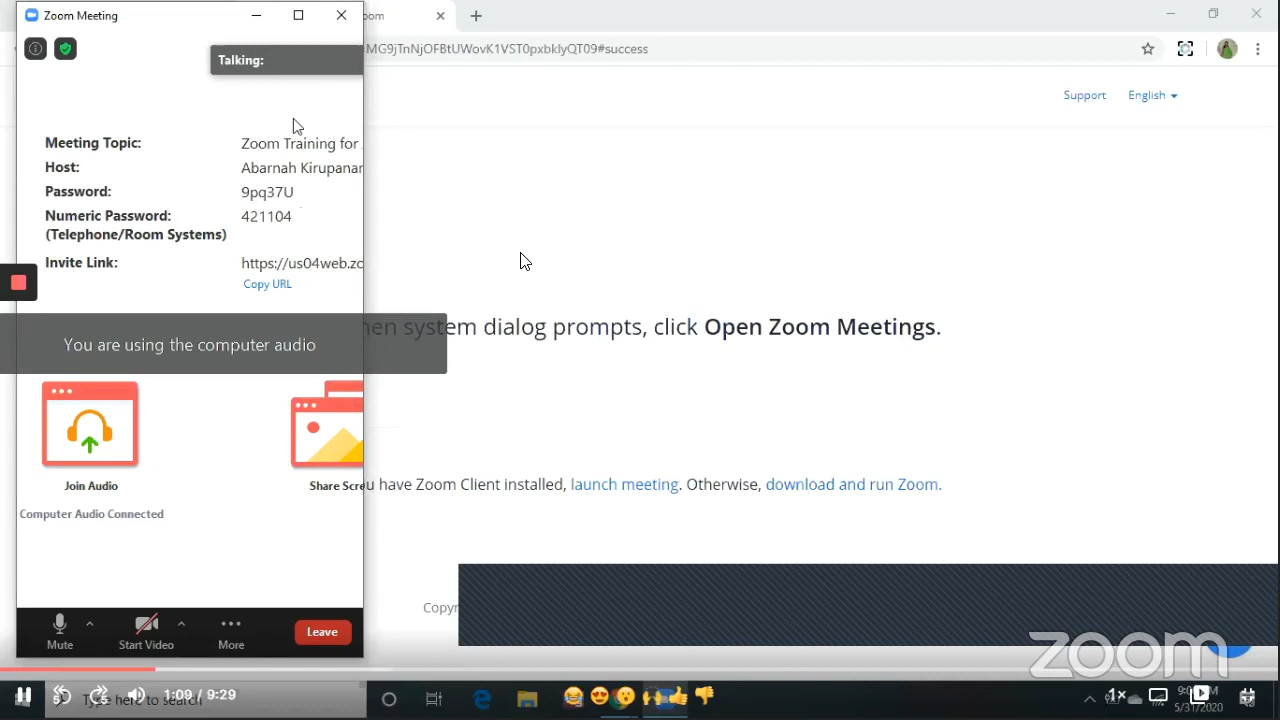 Zoom Meeting
oom
MG9jTnNjOFBtUWovK1VST0pxbklyQT09#success
Talking:
Support
English
Meeting Topic:
Zoom Training for
Host:
Abarnah Kirupanan
Password:
9pq37U
Numeric Password:
421104
(Telephone/Room Systems)
Invite Link:
https://us04web.zo
Copy URL
hen system dialog prompts, click Open Zoom Meetings.
You are using the computer audio
Join Audio
Share Scre
u have Zoom Client installed, launch meeting. Otherwise, download and run Zoom.
Computer Audio Connected
Copyr
Mute
Start Video
More
Leave
zoom
1:09 / 9:29
Type here to search
1×
5/31/2020